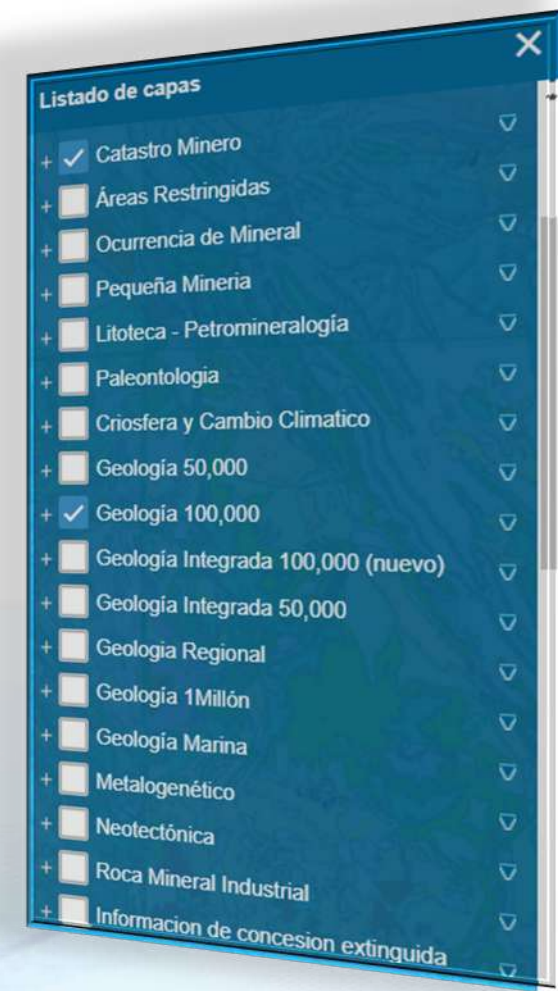 Listado de capas
Catastro Minero
Áreas Restringidas
Ocurrencia de Mineral
Pequeña Mineria
Litoteca - Petromineralogía
Paleontologia
Criosfera y Cambio Climatico
Geología 50,000
Geología 100,000
Geología Integrada 100,000 (nuevo)
Geología Integrada 50,000
Geologia Regional
Geología 1Millón
Geología Marina
Metalogenético
Neotectónica
Roca Mineral Industrial
Informacion de concesion extinguida